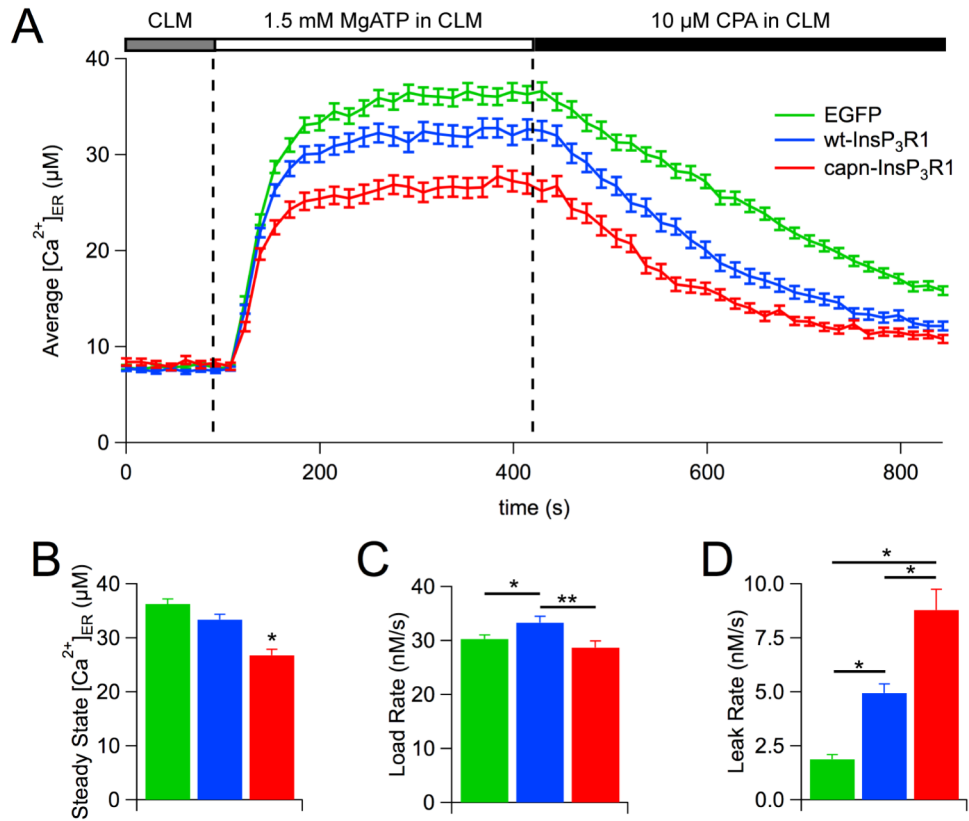 A
CLM 1.5 mM MgATP in CLM 10 µM CPA in CLM
Average [Ca2+]ER (µM)
40
30
20
10
0
EGFP
wt-InsP3R1
capn-InsP3R1
0 200 400 600 800
time (s)
B
Steady State [Ca2+]ER (µM)
40
30
20
10
0
*
C
Load Rate (nM/s)
40
30
20
10
0
* **
D
Leak Rate (nM/s)
10.0
7.5
5.0
2.5
0.0
*
*
*